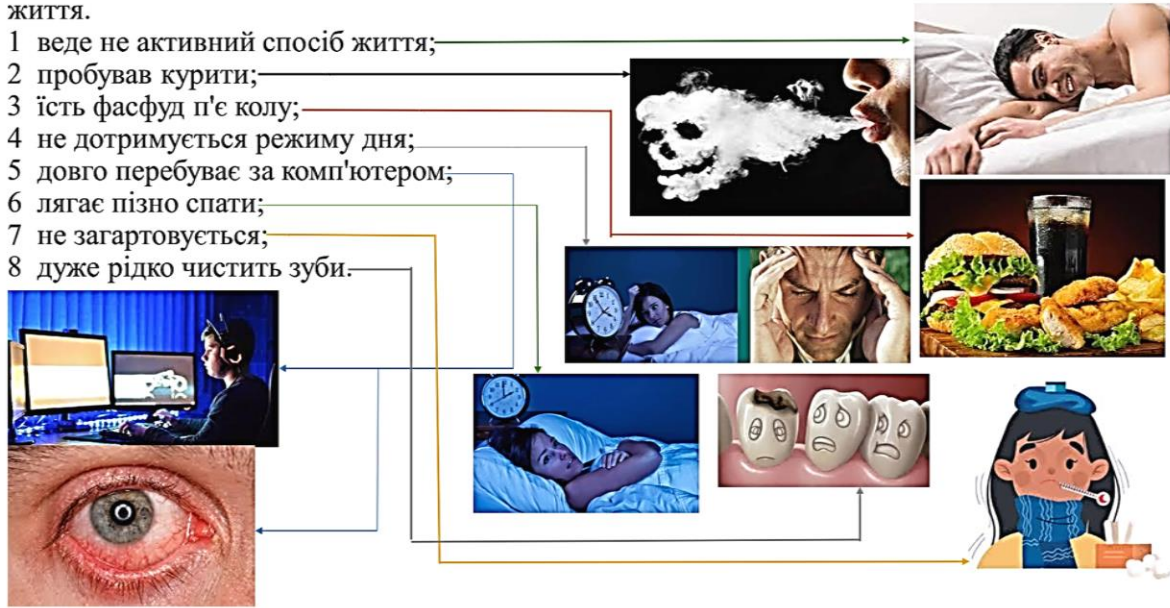 життя.
1 веде не активний спосіб життя;
2 пробував курити;
3 їсть фасфуд п'є колу;
4 не дотримується режиму дня;
5 довго перебуває за комп'ютером;
6 лягає пізно спати;
7 не загартовується;
8 дуже рідко чистить зуби.